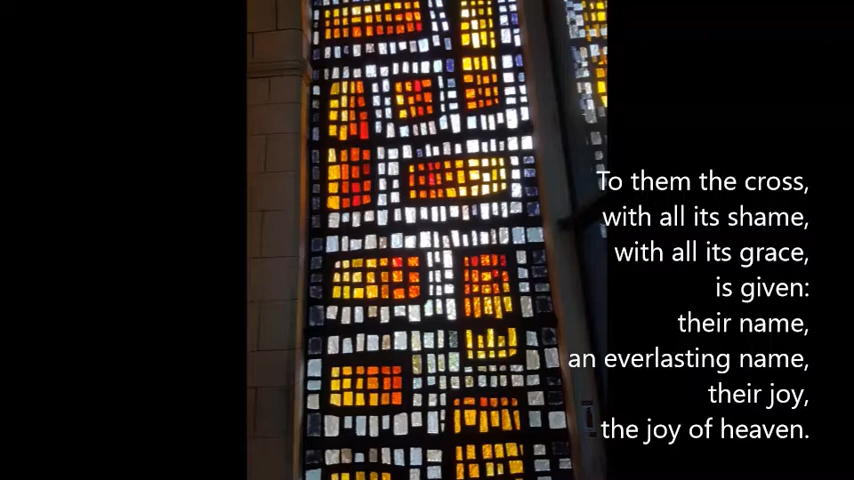 To them the cross,
with all its shame,
with all its grace,
is given:
their name,
an everlasting name,
their joy,
the joy of heaven.